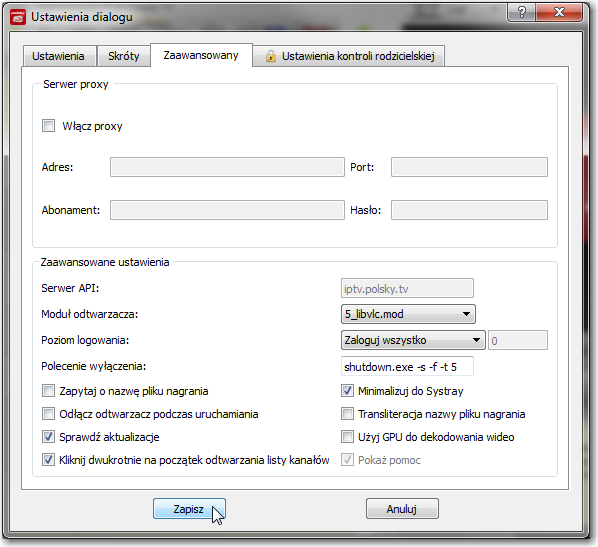 Ustawienia dialogu
Ustawienia
Skróty
Zaawansowany
Ustawienia kontroli rodzicielskiej
Serwer proxy
Włącz proxy
Adres:
Port:
Abonament:
Hasło:
Zaawansowane ustawienia
Serwer API:
iptv.polsky.tv
Moduł odtwarzacza:
5_libvlc.mod
Poziom logowania:
Zaloguj wszystko
0
Polecenie wyłączenia:
shutdown.exe -s -f -t 5
Zapytaj o nazwę pliku nagrania
Minimalizuj do Systray
Odłącz odtwarzacz podczas uruchamiania
Transliteracja nazwy pliku nagrania
Sprawdź aktualizacje
Użyj GPU do dekodowania wideo
Kliknij dwukrotnie na początek odtwarzania listy kanałów
Pokaż pomoc
Zapisz
Anuluj